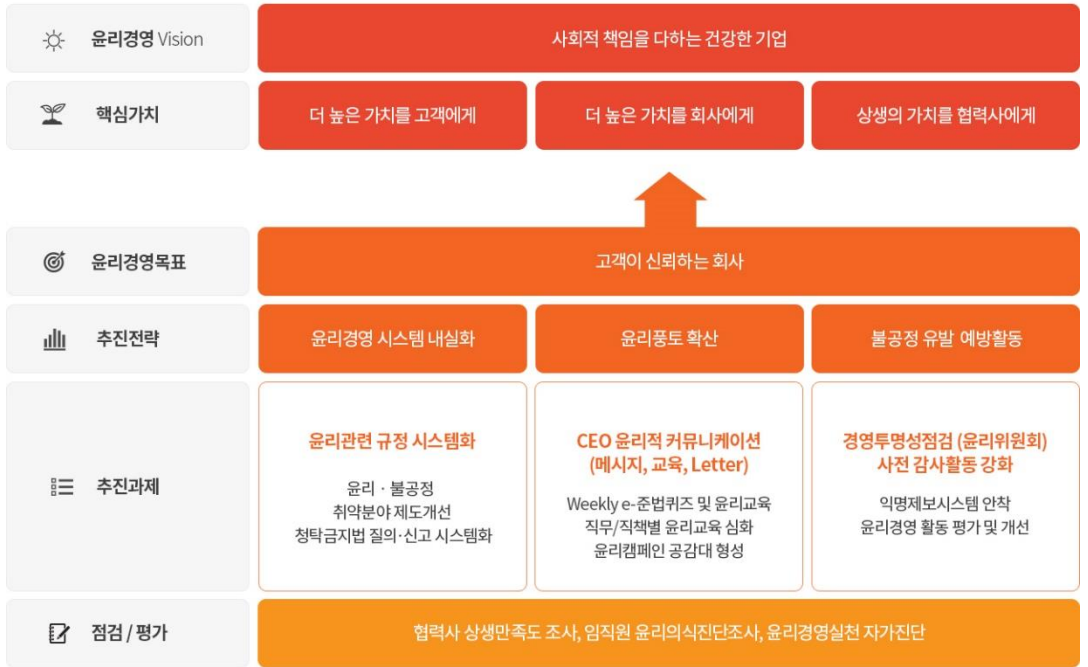 윤리경영 Vision
사회적 책임을 다하는 건강한 기업
핵심가치
더 높은 가치를 고객에게
더 높은 가치를 회사에게
상생의 가치를 협력사에게
윤리경영목표
고객이 신뢰하는 회사
추진전략
윤리경영 시스템 내실화
윤리풍토 확산
불공정 유발 예방활동
추진과제
윤리관련 규정 시스템화
윤리 · 불공정
취약분야 제도개선
청탁금지법 질의·신고 시스템화
CEO 윤리적 커뮤니케이션
(메시지, 교육, Letter)
Weekly e-준법퀴즈 및 윤리교육
직무/직책별 윤리교육 심화
윤리캠페인 공감대 형성
경영투명성점검 (윤리위원회)
사전 감사활동 강화
익명제보시스템 안착
윤리경영 활동 평가 및 개선
점검 / 평가
협력사 상생만족도 조사, 임직원 윤리의식진단조사, 윤리경영실천 자가진단